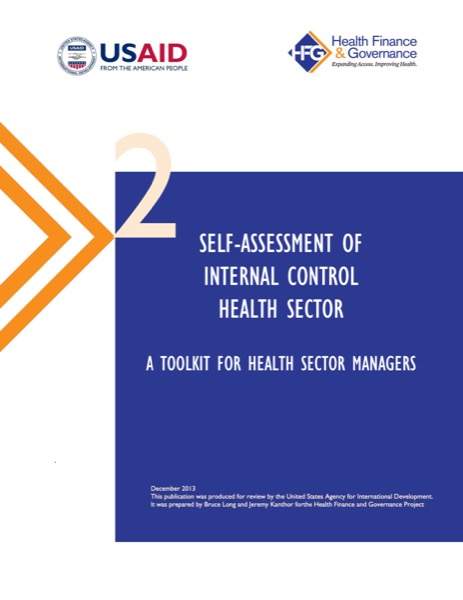 USAID
FROM THE AMERICAN PEOPLE
HFG
Health Finance
& Governance
Expanding Access. Improving Health.
2
SELF-ASSESSMENT OF
INTERNAL CONTROL
HEALTH SECTOR
A TOOLKIT FOR HEALTH SECTOR MANAGERS
December 2013
This publication was produced for review by the United States Agency for International Development.
It was prepared by Bruce Long and Jeremy Kanthor forthe Health Finance and Governance Project